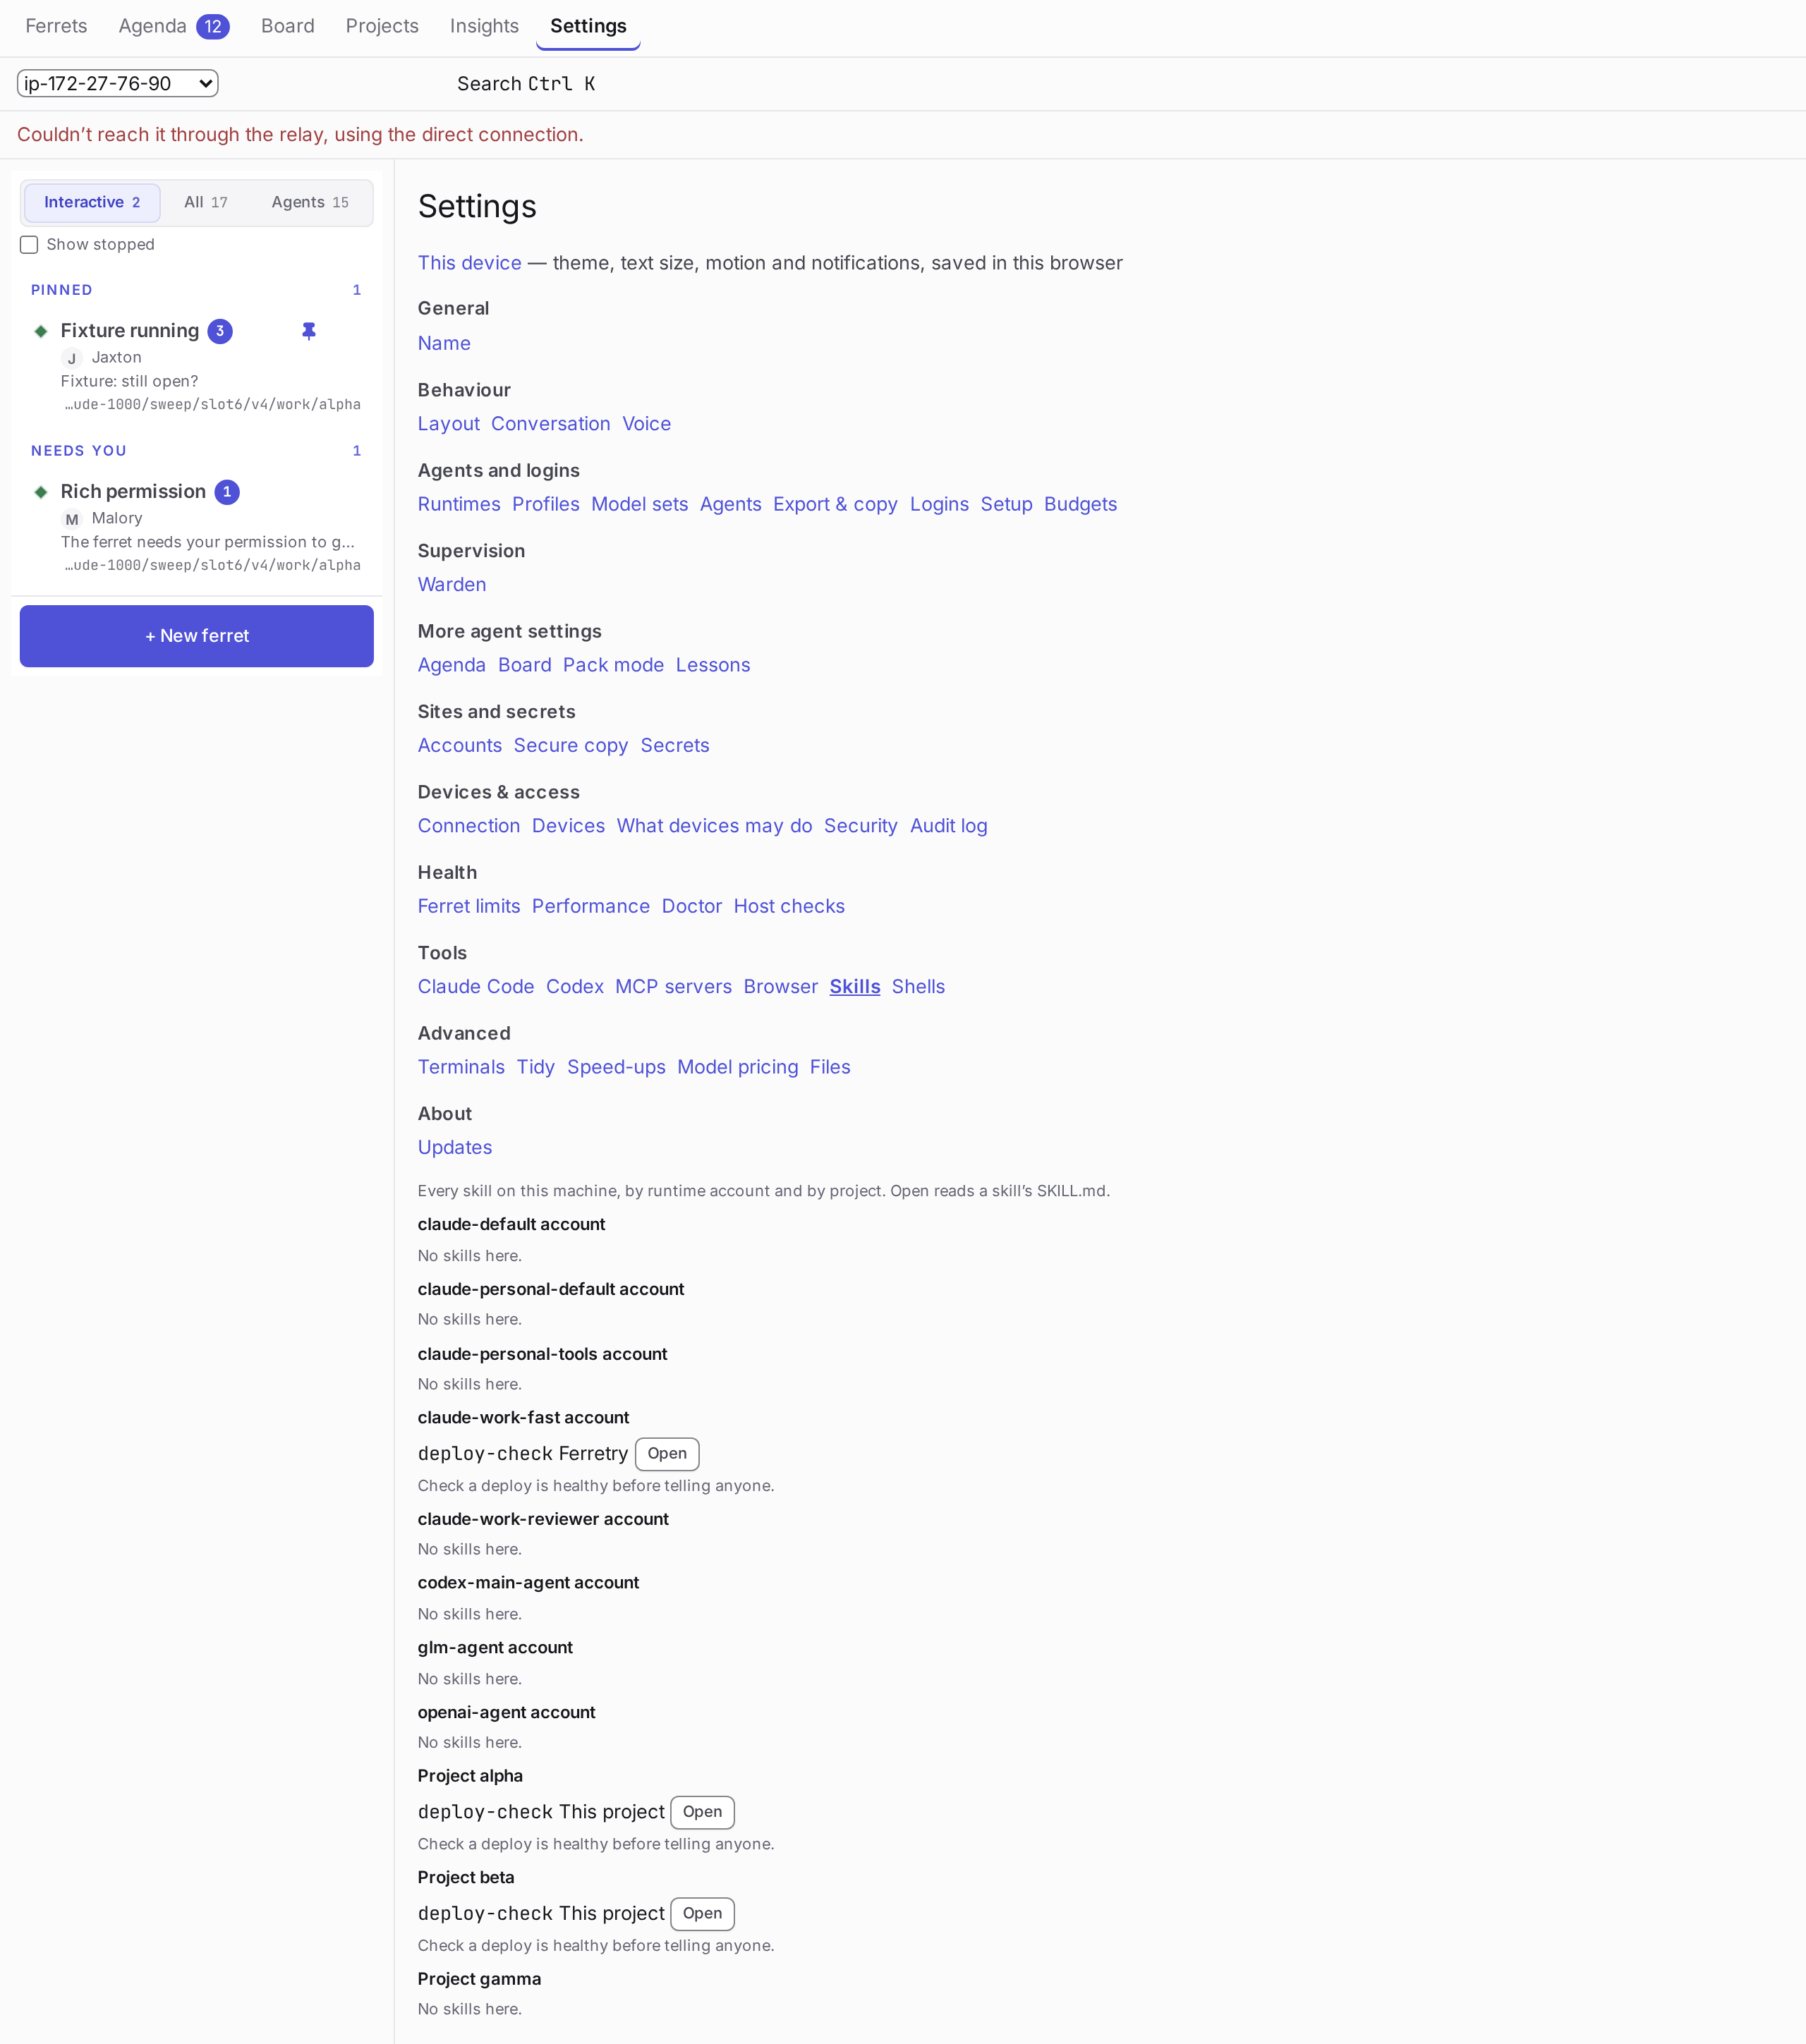 Ferrets Agenda 12 Board Projects Insights Settings
ip-172-27-76-90 Search Ctrl K
Couldn’t reach it through the relay, using the direct connection.
Interactive 2 All 17 Agents 15
Show stopped
PINNED 1
Fixture running 3
J Jaxton
Fixture: still open?
…ude-1000/sweep/slot6/v4/work/alpha
NEEDS YOU 1
Rich permission 1
M Malory
The ferret needs your permission to g…
…ude-1000/sweep/slot6/v4/work/alpha
+ New ferret
Settings
This device — theme, text size, motion and notifications, saved in this browser
General
Name
Behaviour
Layout Conversation Voice
Agents and logins
Runtimes Profiles Model sets Agents Export & copy Logins Setup Budgets
Supervision
Warden
More agent settings
Agenda Board Pack mode Lessons
Sites and secrets
Accounts Secure copy Secrets
Devices & access
Connection Devices What devices may do Security Audit log
Health
Ferret limits Performance Doctor Host checks
Tools
Claude Code Codex MCP servers Browser Skills Shells
Advanced
Terminals Tidy Speed-ups Model pricing Files
About
Updates
Every skill on this machine, by runtime account and by project. Open reads a skill’s SKILL.md.
claude-default account
No skills here.
claude-personal-default account
No skills here.
claude-personal-tools account
No skills here.
claude-work-fast account
deploy-check Ferretry Open
Check a deploy is healthy before telling anyone.
claude-work-reviewer account
No skills here.
codex-main-agent account
No skills here.
glm-agent account
No skills here.
openai-agent account
No skills here.
Project alpha
deploy-check This project Open
Check a deploy is healthy before telling anyone.
Project beta
deploy-check This project Open
Check a deploy is healthy before telling anyone.
Project gamma
No skills here.